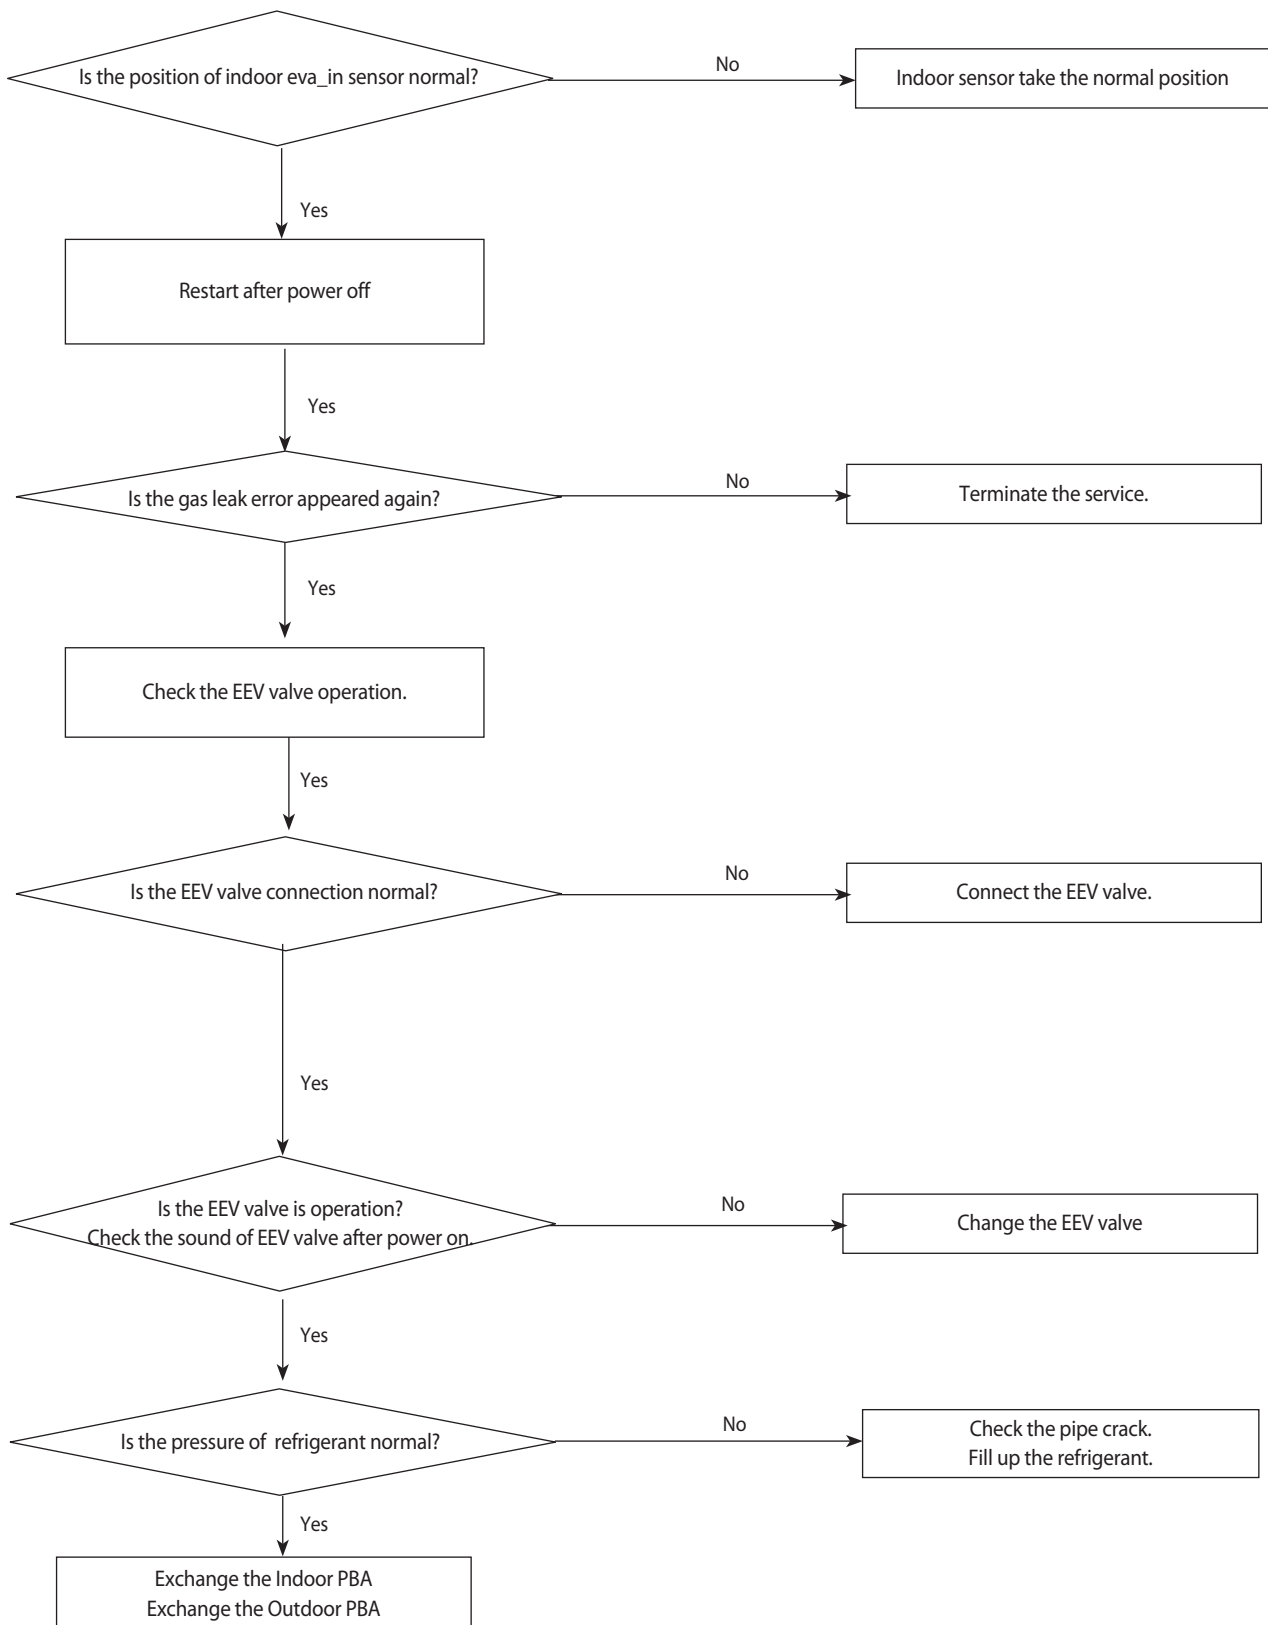 Is the position of indoor eva_in sensor normal?
No
Indoor sensor take the normal position
Yes
Restart after power off
Yes
Is the gas leak error appeared again?
No
Terminate the service.
Yes
Check the EEV valve operation.
Yes
Is the EEV valve connection normal?
No
Connect the EEV valve.
Yes
Is the EEV valve is operation?
Check the sound of EEV valve after power on.
No
Change the EEV valve
Yes
Is the pressure of refrigerant normal?
No
Check the pipe crack.
Fill up the refrigerant.
Yes
Exchange the Indoor PBA
Exchange the Outdoor PBA